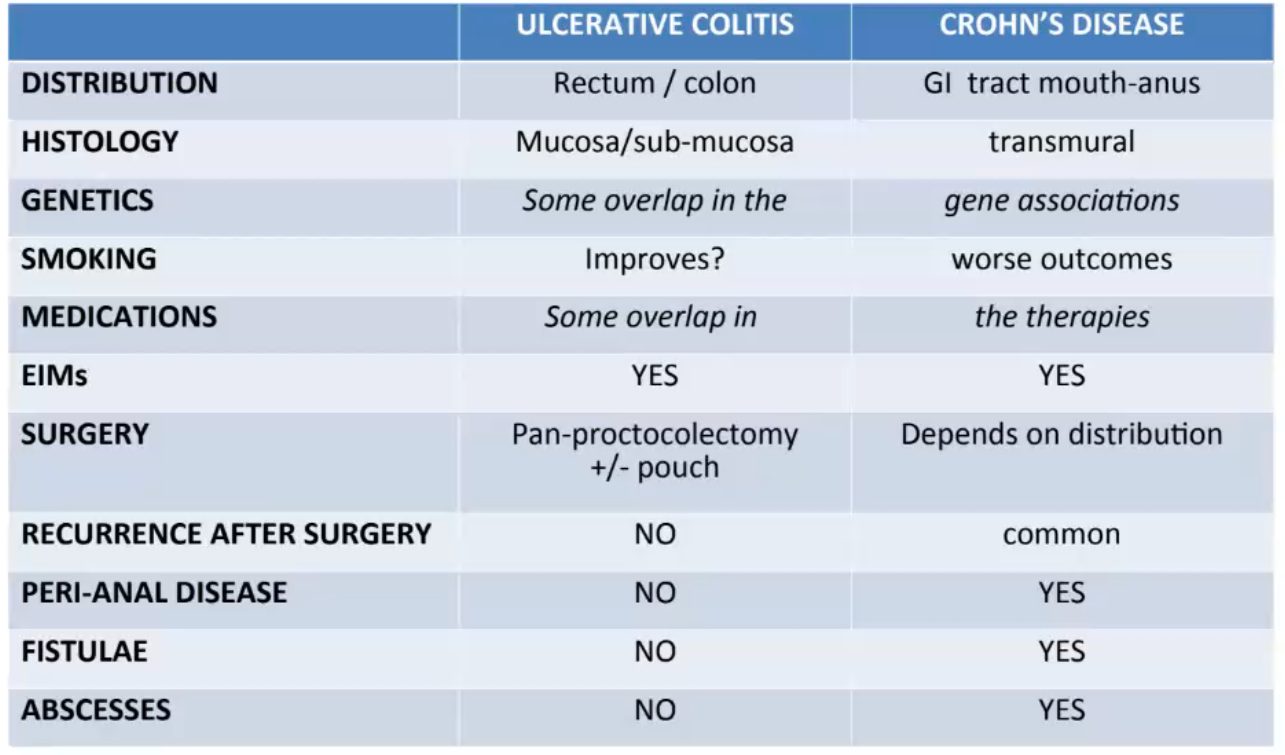 ULCERATIVE COLITIS CROHN'S DISEASE
DISTRIBUTION Rectum / colon GI tract mouth-anus
HISTOLOGY Mucosa/sub-mucosa transmural
GENETICS Some overlap in the gene associations
SMOKING Improves? worse outcomes
MEDICATIONS Some overlap in the therapies
EIMs YES YES
SURGERY Pan-proctocolectomy Depends on distribution
+/- pouch
RECURRENCE AFTER SURGERY NO common
PERI-ANAL DISEASE NO YES
FISTULAE NO YES
ABSCESSES NO YES